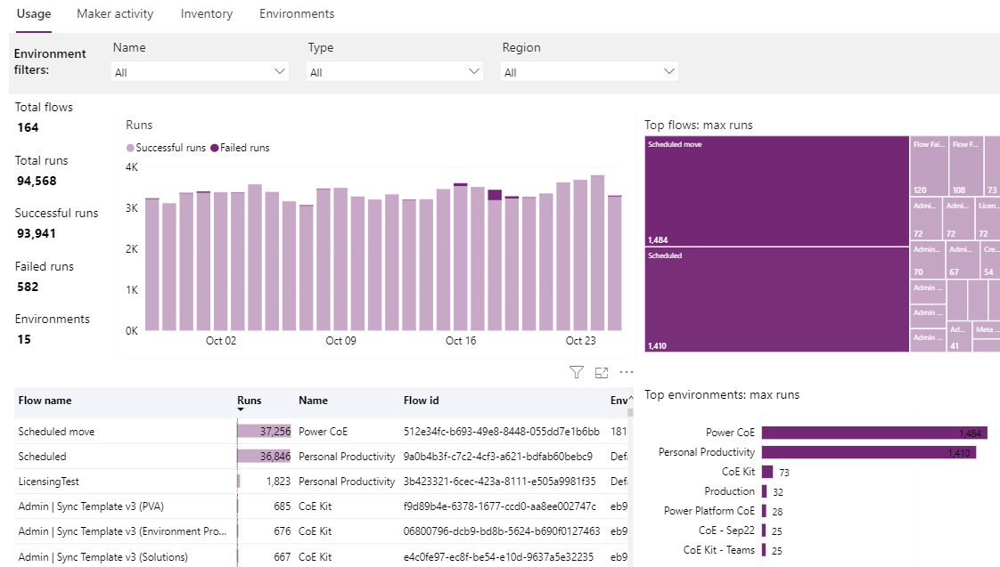 Usage Maker activity Inventory Environments
Environment filters:
Name Type Region
All All All
Total flows
164
Total runs
94,568
Successful runs
93,941
Failed runs
582
Environments
15
Runs
Successful runs Failed runs
4K
3K
2K
1K
0K
Oct 02 Oct 09 Oct 16 Oct 23
Top flows: max runs
Scheduled move
1,484
Scheduled
1,410
Flow Fai... Flow F...
120 108 73
Admi... Admi... Licen...
72 72 72
Admin... Admi... Cre...
70 67 54
Admin ...
Admin ...
Admin ...
Ad... Meta ...
41
Flow name Runs Name Flow id Env
Scheduled move 37,256 Power CoE 512e34fc-b693-49e8-8448-055dd7e1b6bb 181
Scheduled 36,846 Personal Productivity 9a0b4b3f-c7c2-4cf3-a621-bdfab60bebc9 Defa
LicensingTest 1,823 Personal Productivity 3b423321-6cec-423a-8111-e505a9981f35 Defa
Admin | Sync Template v3 (PVA) 685 CoE Kit f9d89b4e-6378-1677-ccd0-aa8ee002747c eb9
Admin | Sync Template v3 (Environment Pro... 676 CoE Kit 06800796-dcb9-bd8b-5624-b690f0127463 eb9
Admin | Sync Template v3 (Solutions) 667 CoE Kit e4c0fe97-ec8f-be54-e10d-9637a5e32235 eb9
Top environments: max runs
Power CoE 1,484
Personal Productivity 1,410
CoE Kit 73
Production 32
Power Platform CoE 28
CoE - Sep22 25
CoE Kit - Teams 25